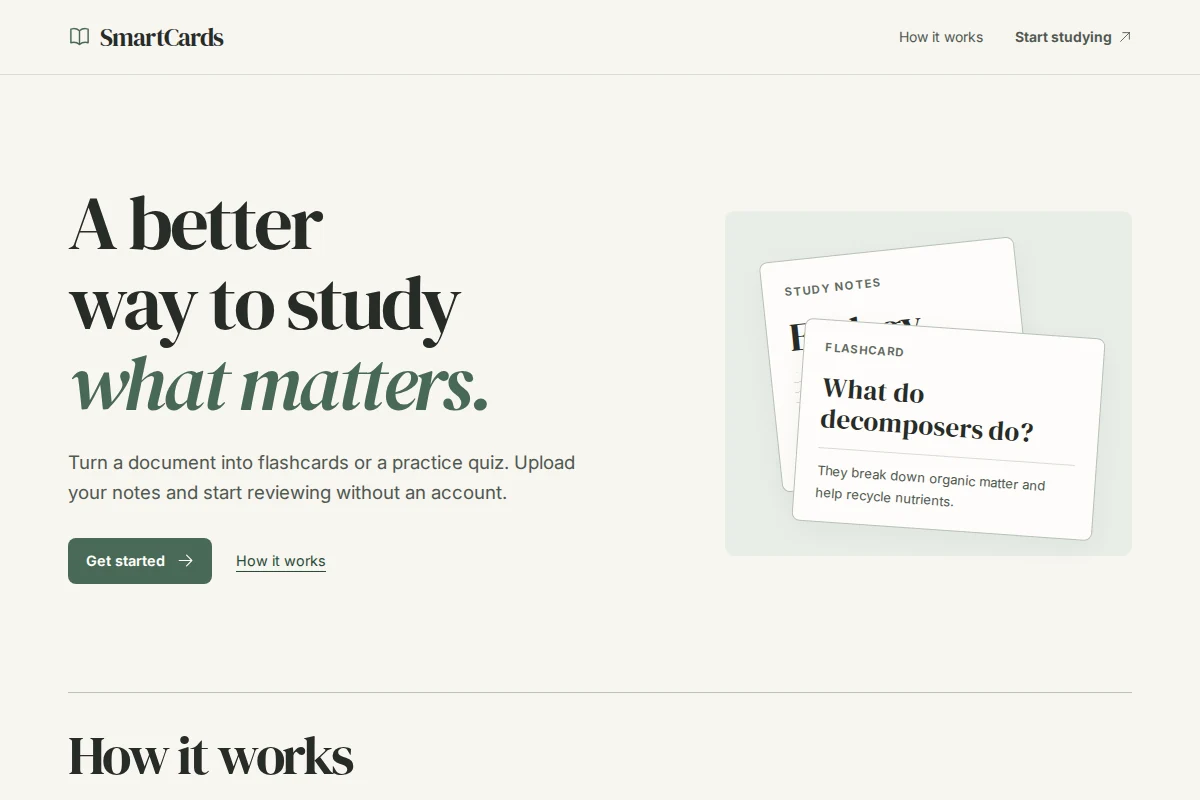 SmartCards
How it works
Start studying
A better
way to study
what matters.
Turn a document into flashcards or a practice quiz. Upload
your notes and start reviewing without an account.
Get started
How it works
STUDY NOTES
FLASHCARD
What do
decomposers do?
They break down organic matter and
help recycle nutrients.
How it works